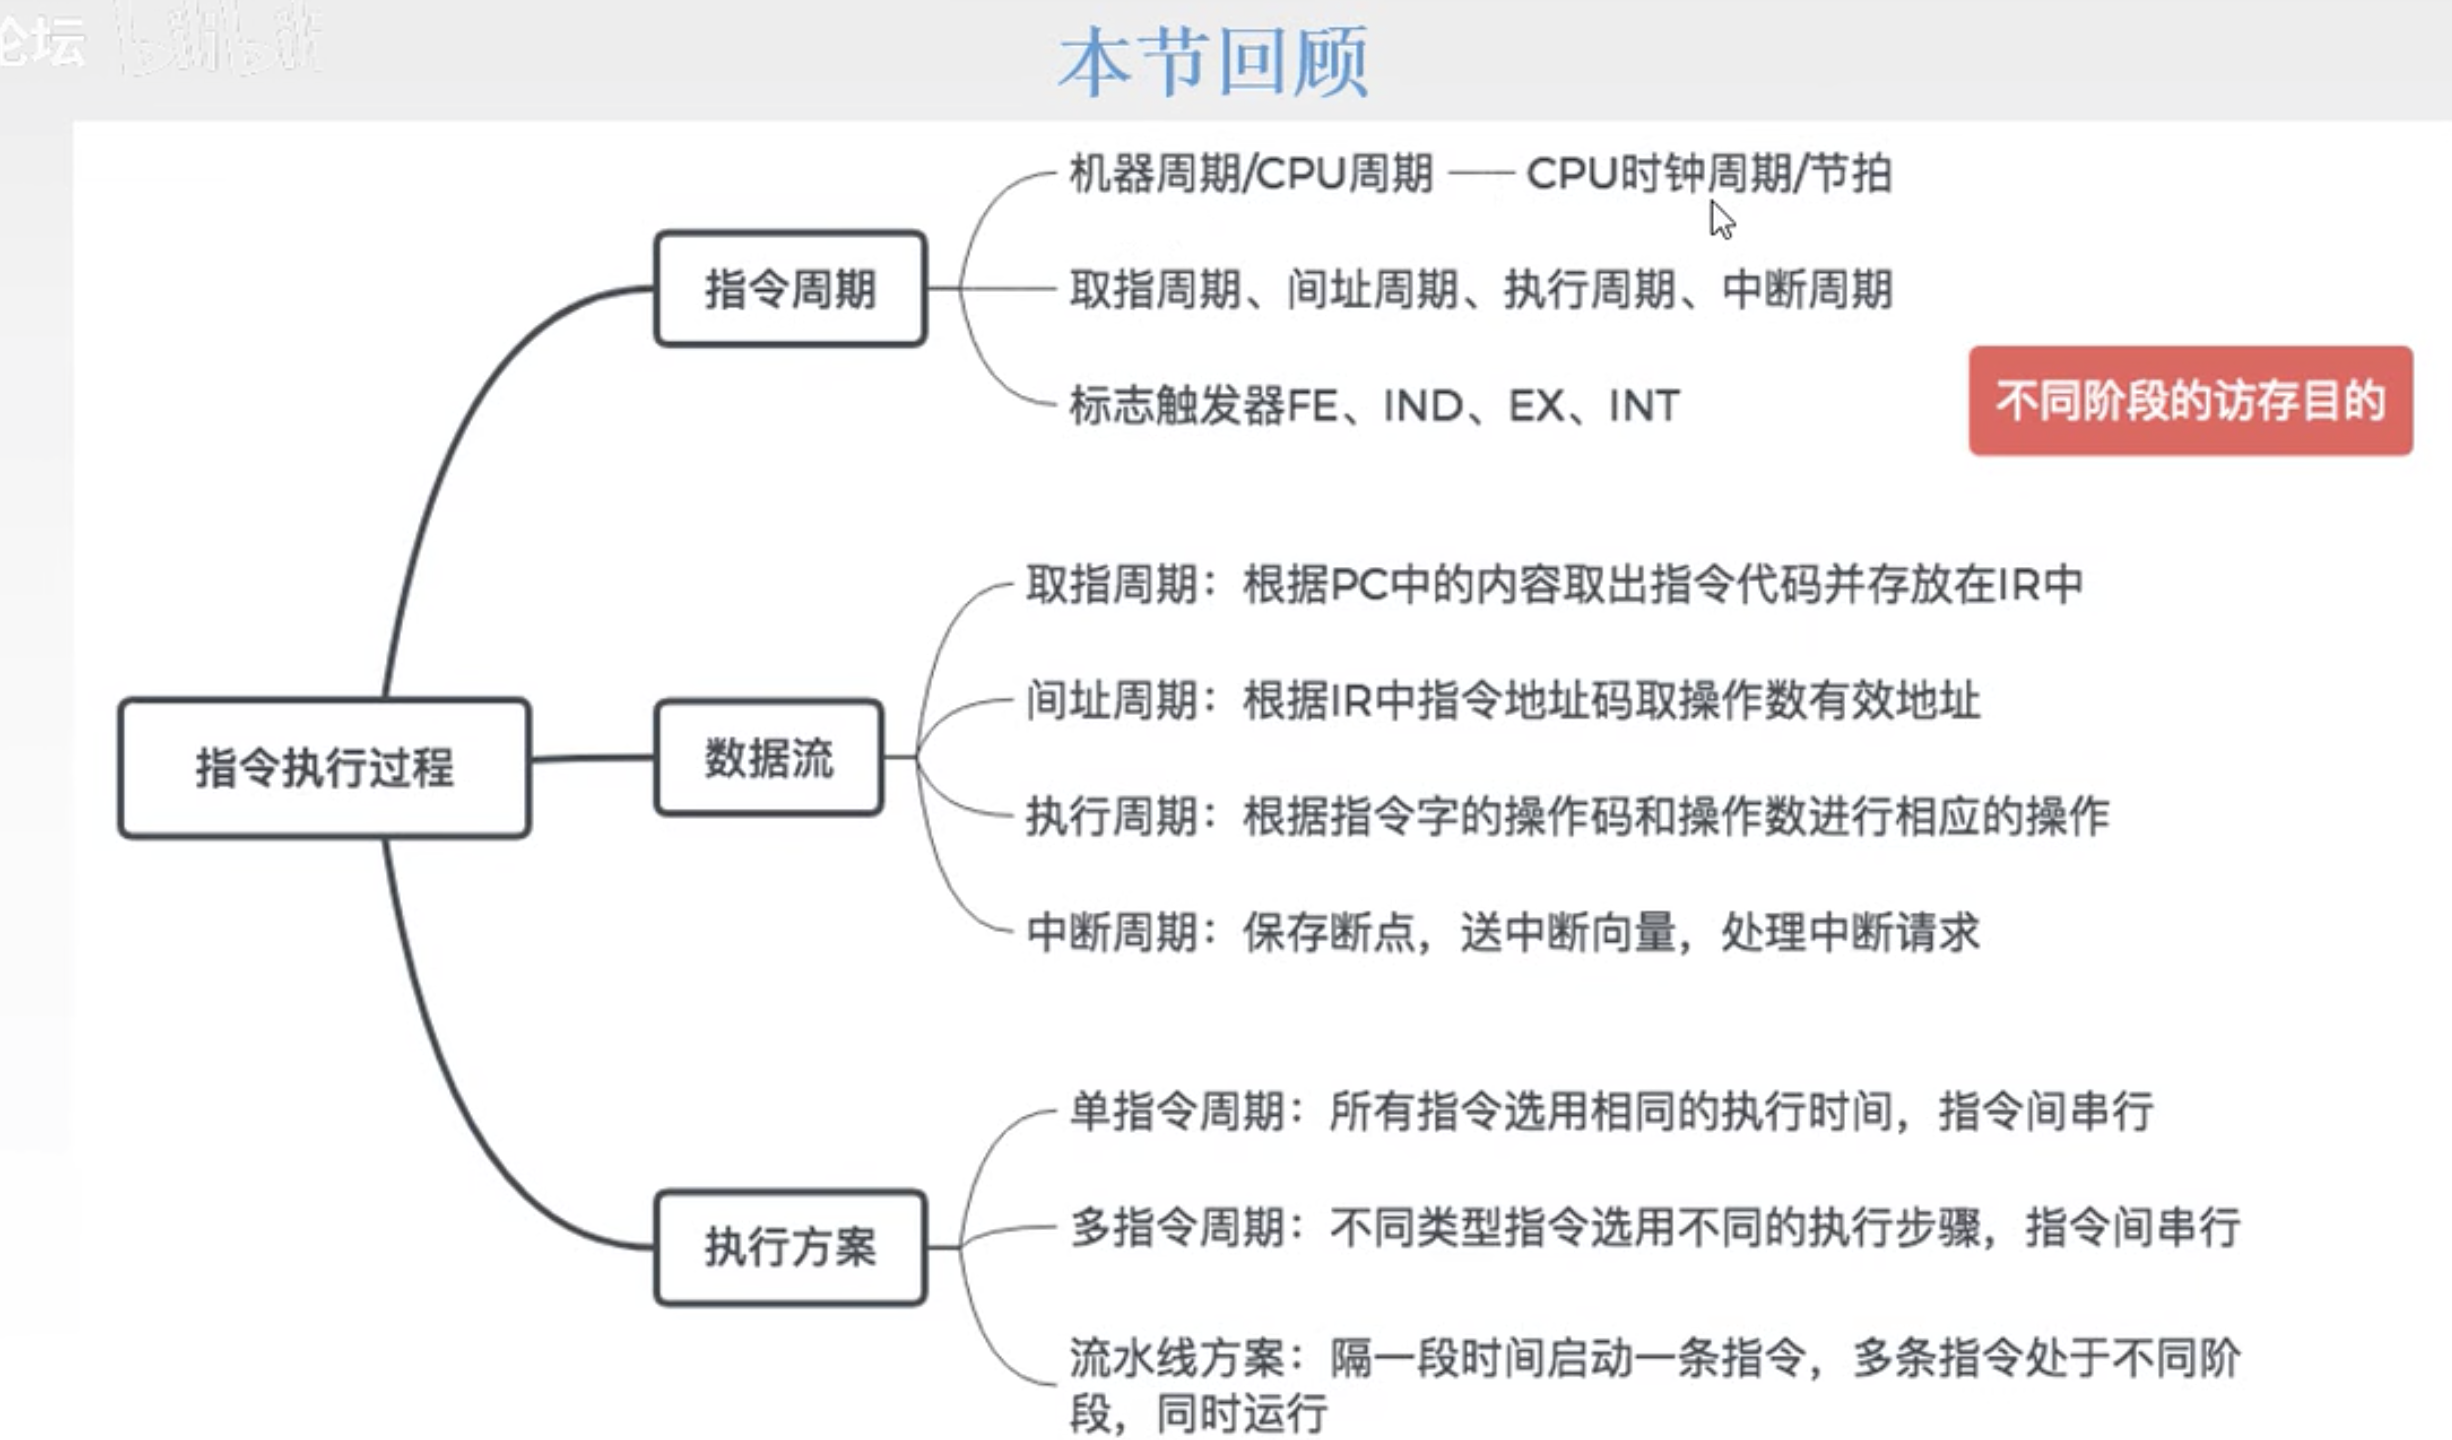 论坛 bilibili
本节回顾
机器周期/CPU周期 CPU时钟周期/节拍
指令周期
取指周期、间址周期、执行周期、中断周期
标志触发器FE、IND、EX、INT
不同阶段的访存目的
取指周期：根据PC中的内容取出指令代码并存放在IR中
间址周期：根据IR中指令地址码取操作数有效地址
指令执行过程
数据流
执行周期：根据指令字的操作码和操作数进行相应的操作
中断周期：保存断点，送中断向量，处理中断请求
单指令周期：所有指令选用相同的执行时间，指令间串行
执行方案
多指令周期：不同类型指令选用不同的执行步骤，指令间串行
流水线方案：隔一段时间启动一条指令，多条指令处于不同阶
段，同时运行